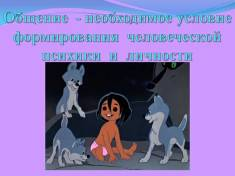 Общение - необходимое условие
формирования человеческой
психики и личности